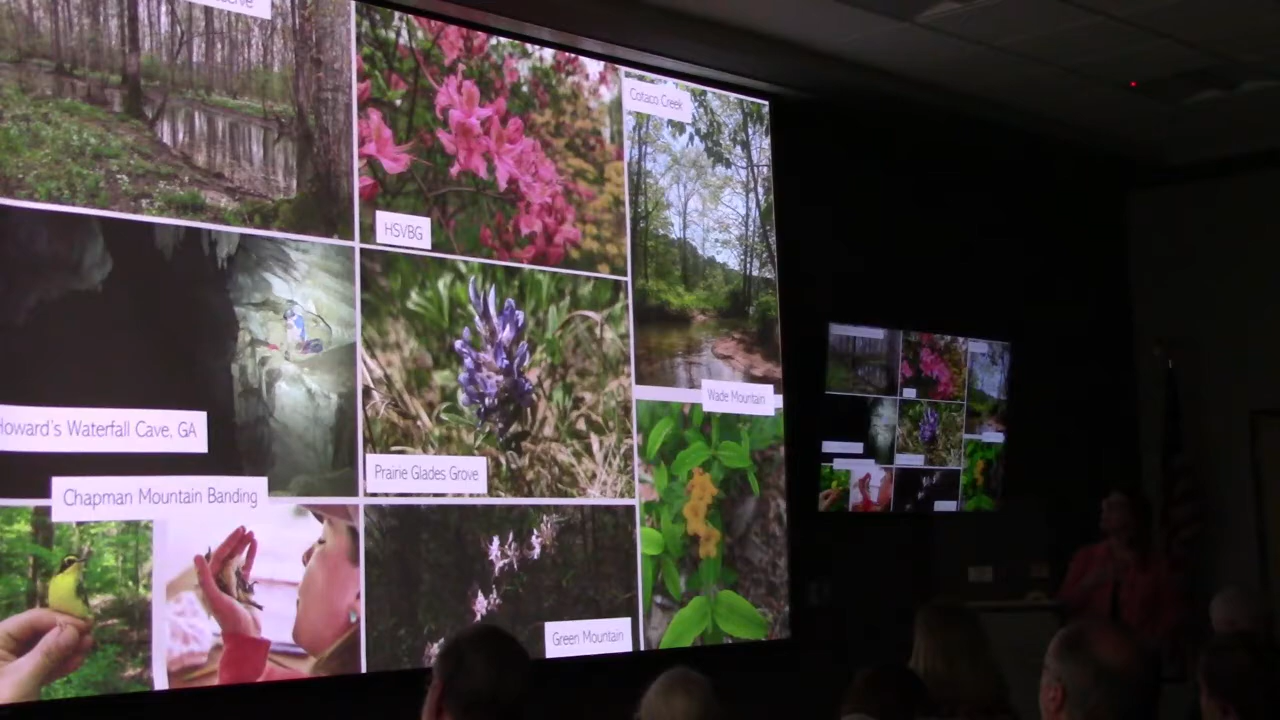 Cotaco Creek
HSVBG
Wade Mountain
Howard's Waterfall Cave, GA
Prairie Glades Grove
Chapman Mountain Banding
Green Mountain